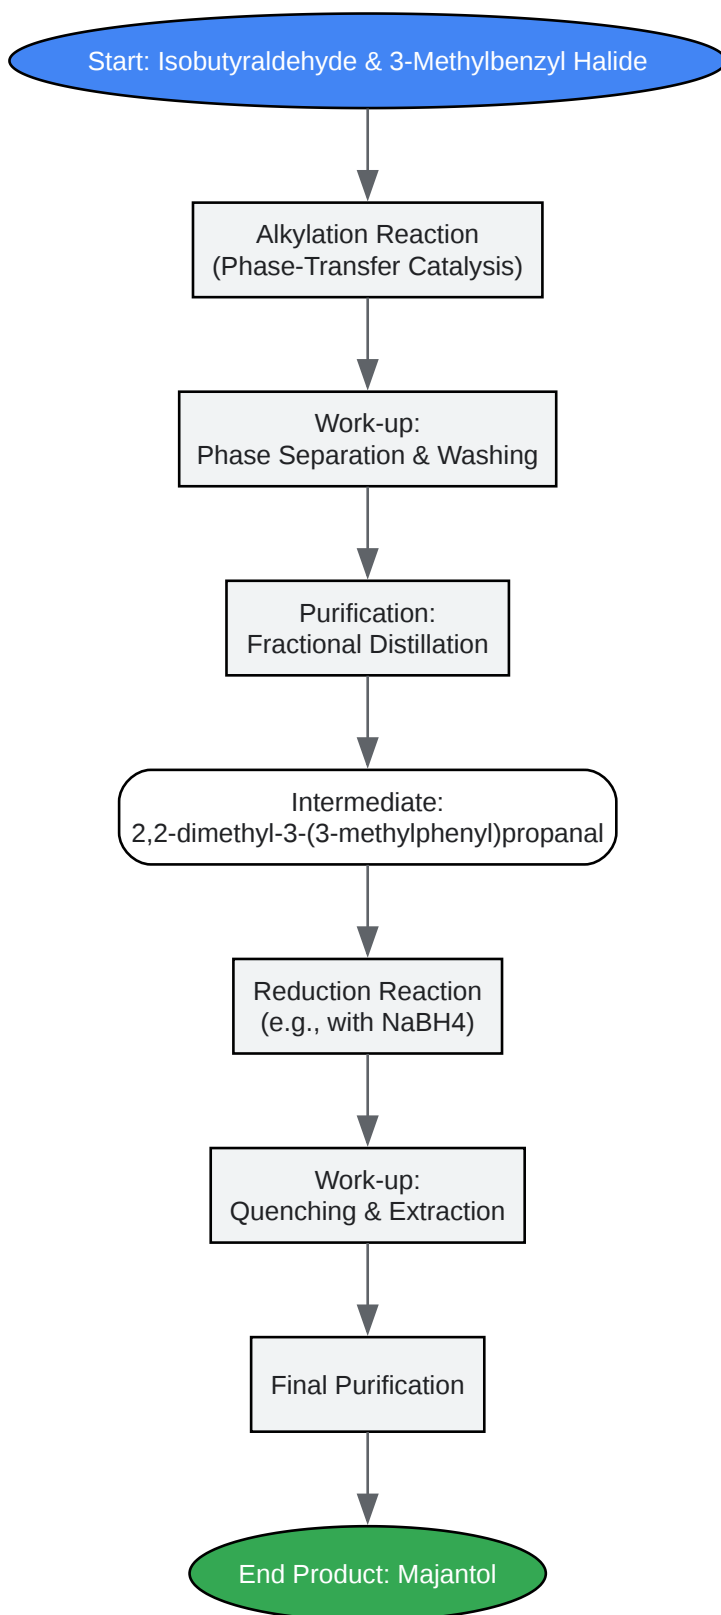 Start: Isobutyraldehyde & 3-Methylbenzyl Halide
Alkylation Reaction
(Phase-Transfer Catalysis)
Work-up:
Phase Separation & Washing
Purification:
Fractional Distillation
Intermediate:
2,2-dimethyl-3-(3-methylphenyl)propanal
Reduction Reaction
(e.g., with NaBH4)
Work-up:
Quenching & Extraction
Final Purification
End Product: Majantol